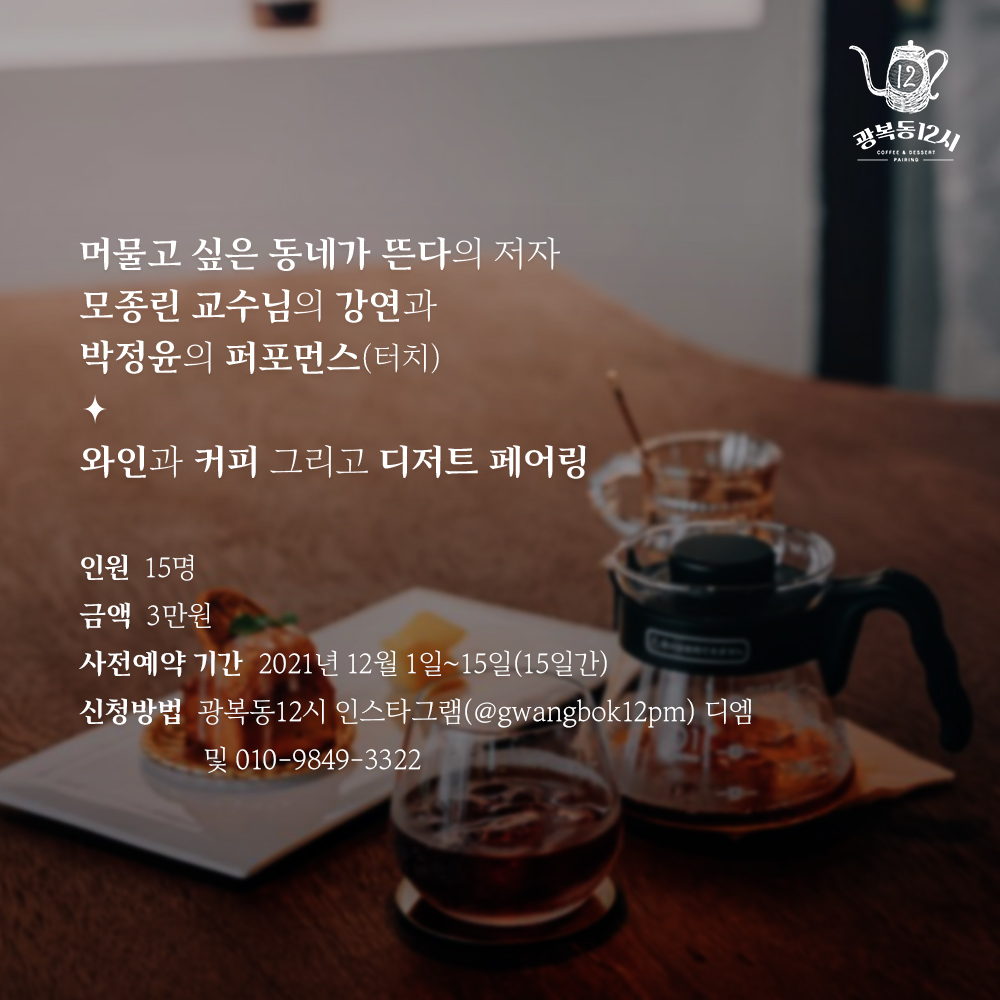 12
광복동12시
COFFEE & DESSERT
PAIRING
머물고 싶은 동네가 뜬다의 저자
모종린 교수님의 강연과
박정윤의 퍼포먼스(터치)
와인과 커피 그리고 디저트 페어링
인원 15명
금액 3만원
사전예약 기간 2021년 12월 1일~15일(15일간)
신청방법 광복동12시 인스타그램(@gwangbok12pm) 디엠
및 010-9849-3322